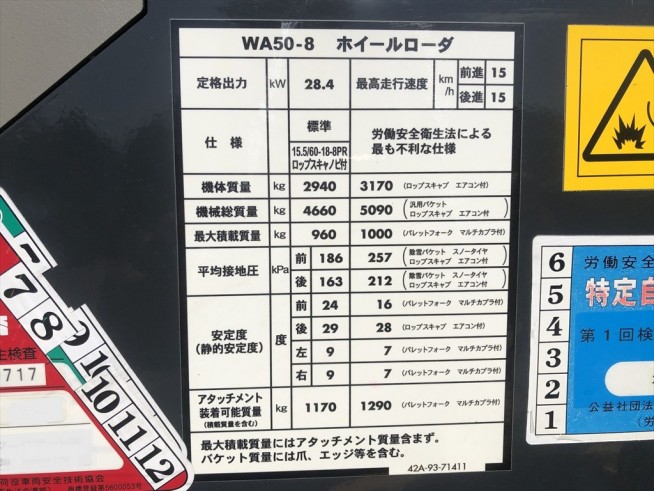 WA50-8 ホイールローダ
定格出力 kW 28.4 最高走行速度 km/h 前進 15
後進 15
仕様 標準 労働安全衛生法による
15.5/60-18-8PR 最も不利な仕様
ロップスキャノピ付
機体質量 kg 2940 3170 (ロップスキャブ エアコン付)
機械総質量 kg 4660 5090 (汎用バケット
ロップスキャブ エアコン付)
最大積載質量 kg 960 1000 (パレットフォーク マルチカプラ付)
平均接地圧 kPa 前 186 257 (除雪バケット スノータイヤ
ロップスキャブ エアコン付)
後 163 212 (除雪バケット スノータイヤ
ロップスキャブ エアコン付)
安定度 度 前 24 16 (パレットフォーク マルチカプラ付)
(静的安定度) 後 29 28 (ロップスキャブ エアコン付)
左 9 7 (パレットフォーク マルチカプラ付)
右 9 7 (パレットフォーク マルチカプラ付)
アタッチメント
装着可能質量 kg 1170 1290 (パレットフォーク マルチカプラ付)
(積載質量を含む)
最大積載質量にはアタッチメント質量含まず。
バケット質量には爪、エッジ等を含む。
42A-93-71411
7
8
9
10
11
12
主検査
0717
荷役車両安全技術協会
6
5
4
3
2
1
労働安全
特定自
第1回検
公益社団法